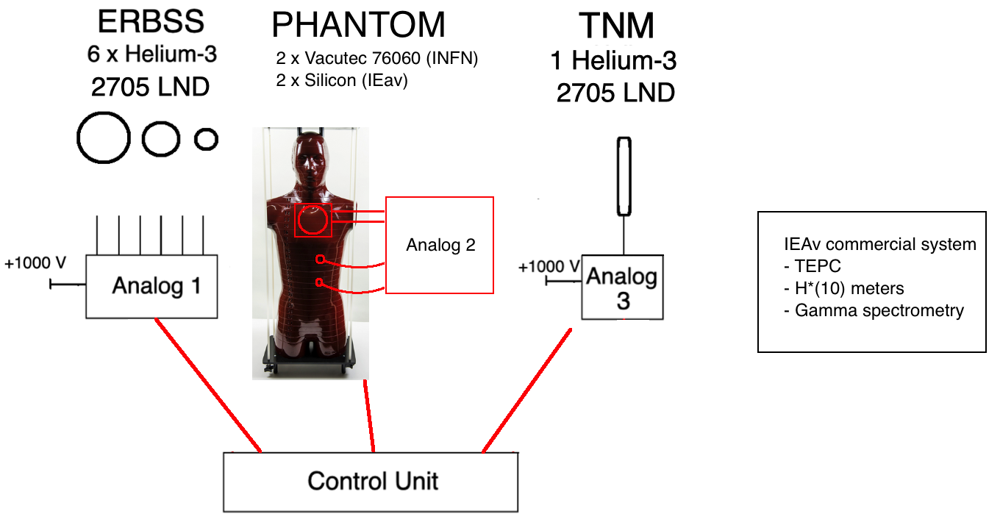 ERBSS
6 x Helium-3
2705 LND
PHANTOM
2 x Vacutec 76060 (INFN)
2 x Silicon (IEav)
TNM
1 Helium-3
2705 LND
+1000 V
Analog 1
Analog 2
+1000 V
Analog
3
IEAv commercial system
- TEPC
- H*(10) meters
- Gamma spectrometry
Control Unit